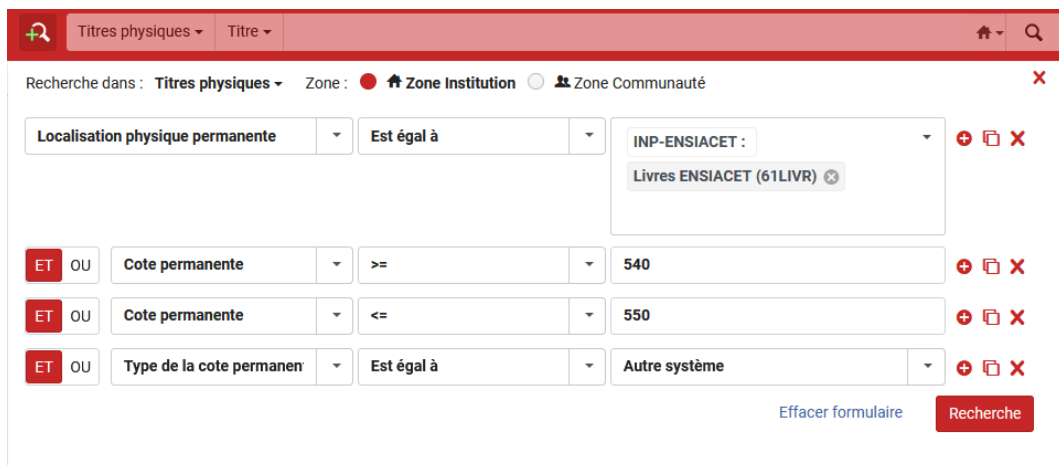 Titres physiques Titre
Recherche dans : Titres physiques Zone : Zone Institution Zone Communauté
Localisation physique permanente Est égal à INP-ENSIACET :
Livres ENSIACET (61LIVR)
ET OU Cote permanente >= 540
ET OU Cote permanente <= 550
ET OU Type de la cote permanen Est égal à Autre système
Effacer formulaire Recherche